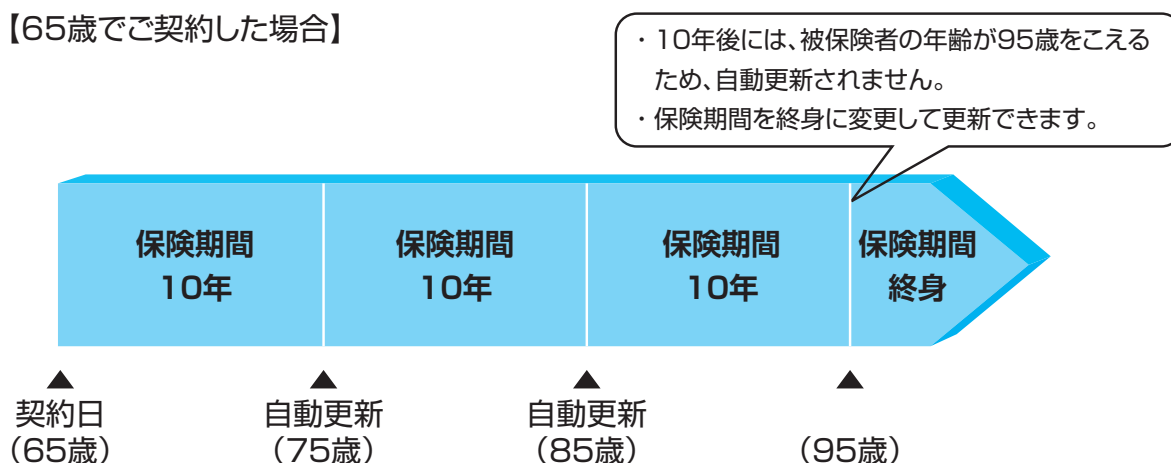 【65歳でご契約した場合】
・10年後には、被保険者の年齢が95歳をこえる
ため、自動更新されません。
・保険期間を終身に変更して更新できます。
保険期間
10年
保険期間
10年
保険期間
10年
保険期間
終身
▲
契約日
（65歳）
▲
自動更新
（75歳）
▲
自動更新
（85歳）
▲
（95歳）